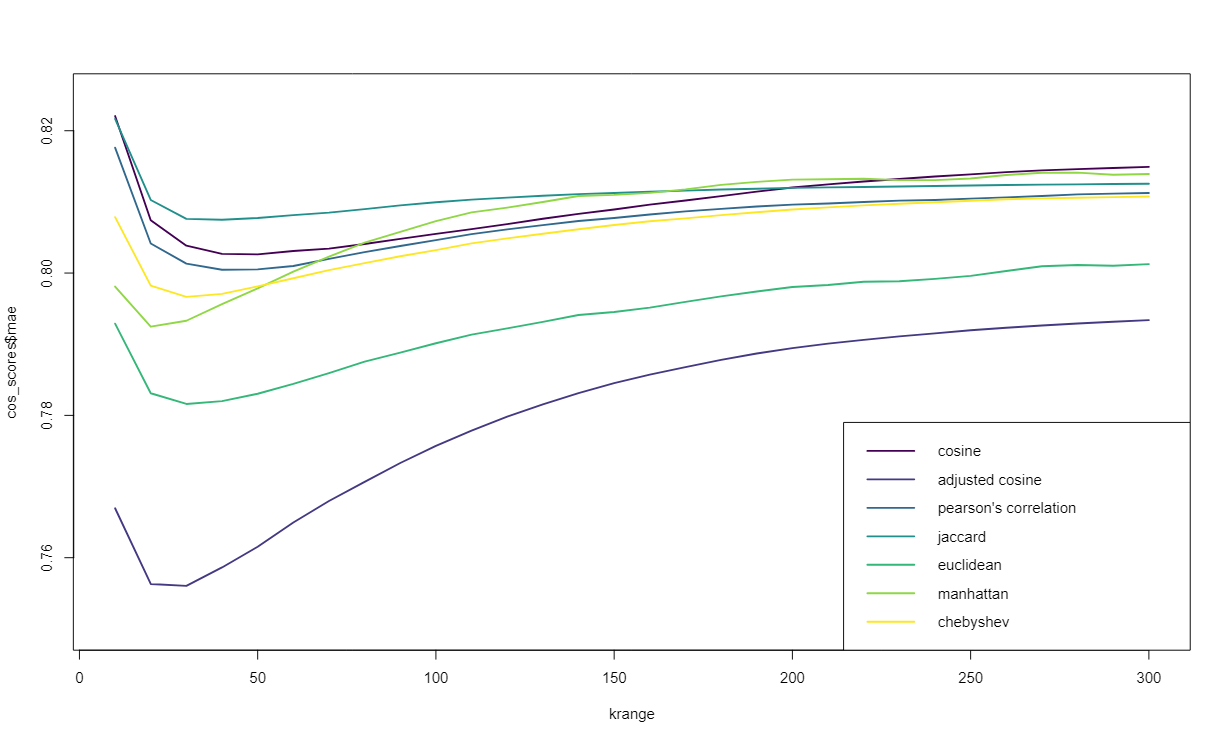 0.82
0.80
0.78
0.76
cos_scores$mae
cosine
adjusted cosine
pearson's correlation
jaccard
euclidean
manhattan
chebyshev
0
50
100
150
200
250
300
krange